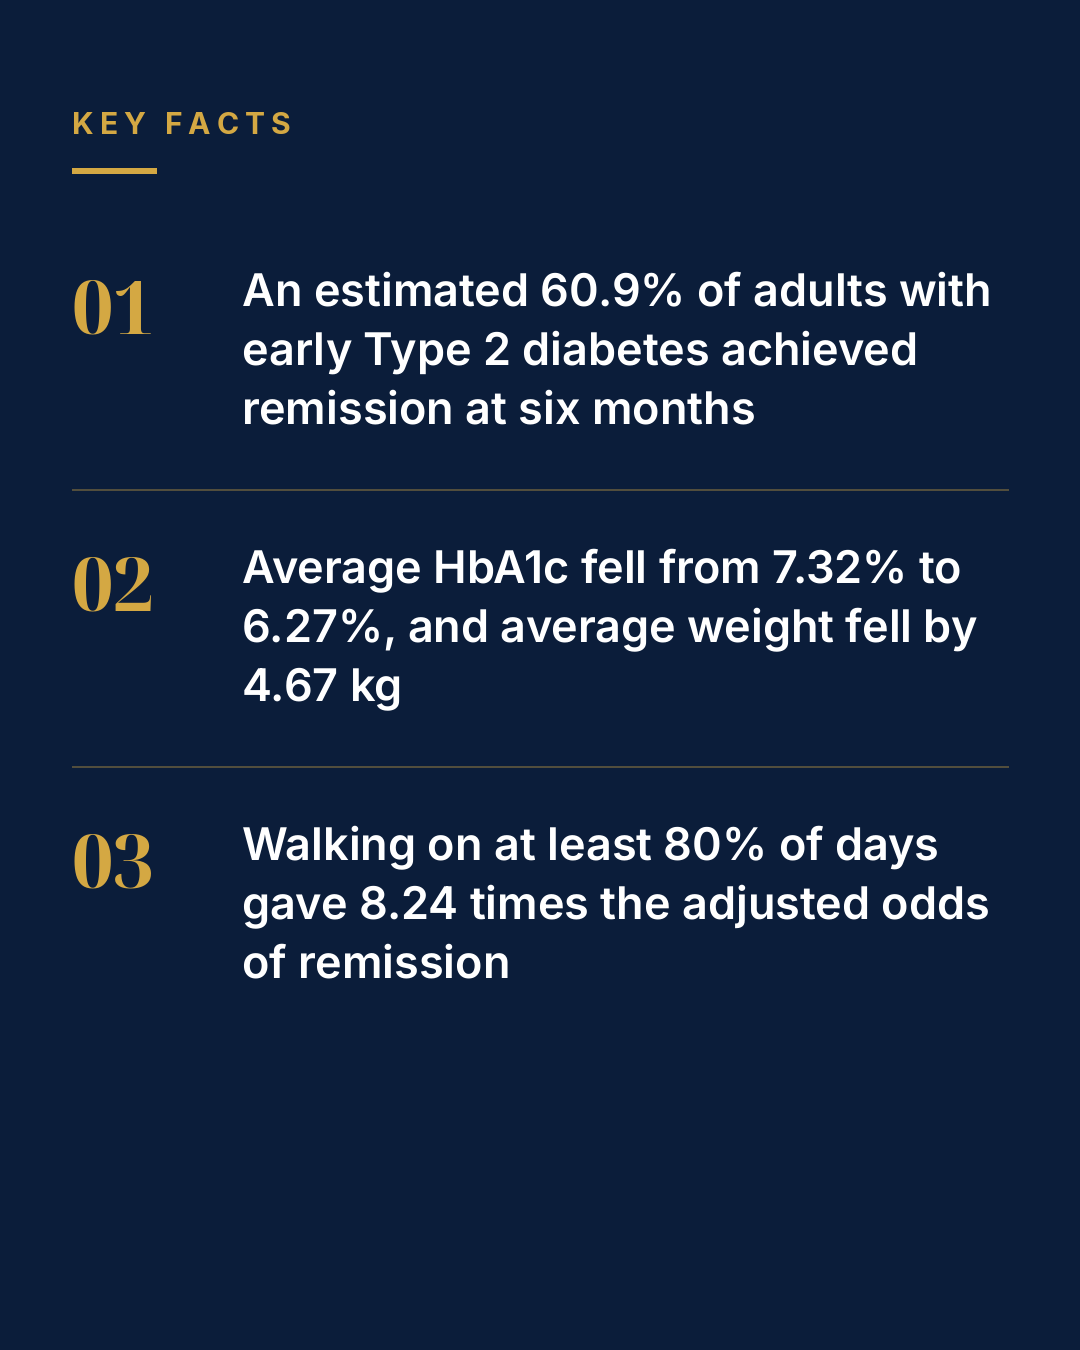 KEY FACTS
01
An estimated 60.9% of adults with
early Type 2 diabetes achieved
remission at six months
02
Average HbA1c fell from 7.32% to
6.27%, and average weight fell by
4.67 kg
03
Walking on at least 80% of days
gave 8.24 times the adjusted odds
of remission